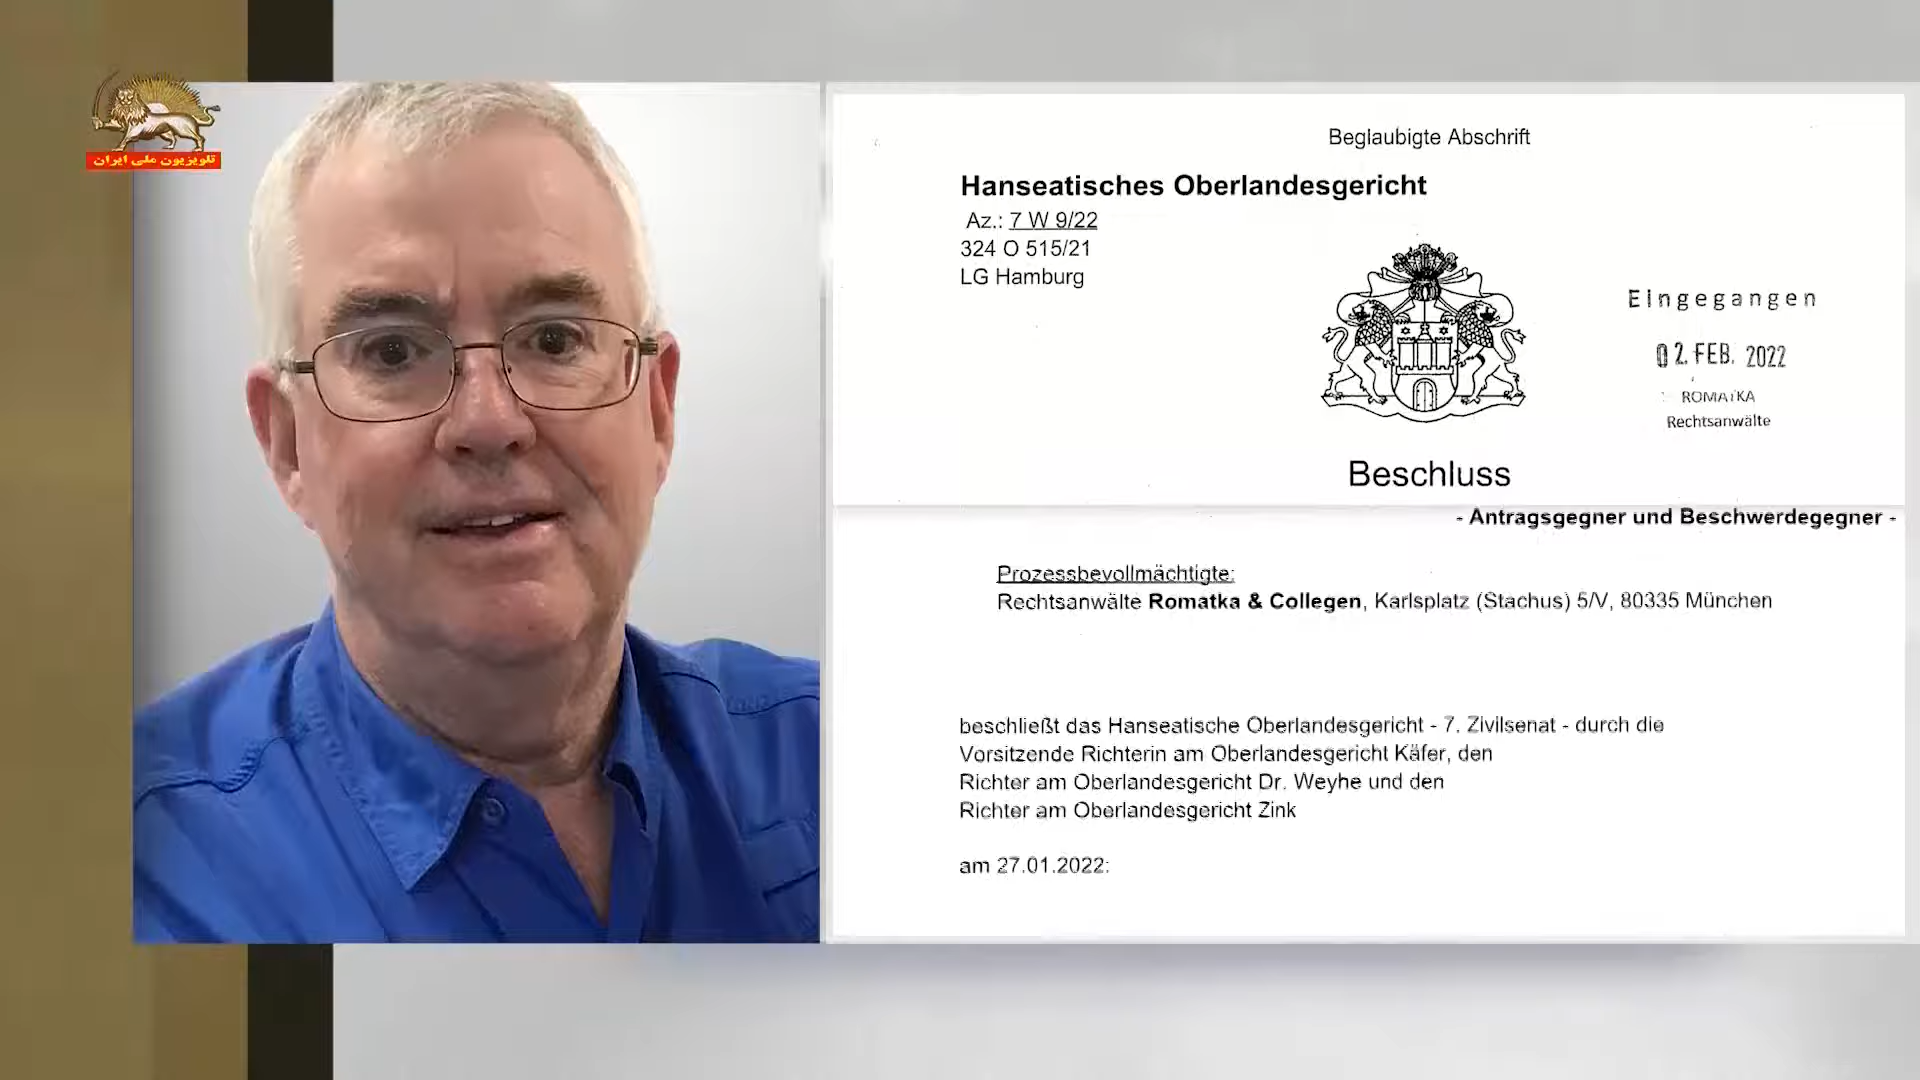 تلویزیون ملی ایران
Beglaubigte Abschrift
Hanseatisches Oberlandesgericht
Az.: 7 W 9/22
324 O 515/21
LG Hamburg
Eingegangen
02. FEB. 2022
ROMATKA
Rechtsanwälte
Beschluss
- Antragsgegner und Beschwerdegegner -
Prozessbevollmächtigte:
Rechtsanwälte Romatka & Collegen, Karlsplatz (Stachus) 5/V, 80335 München
beschließt das Hanseatische Oberlandesgericht - 7. Zivilsenat - durch die
Vorsitzende Richterin am Oberlandesgericht Käfer, den
Richter am Oberlandesgericht Dr. Weyhe und den
Richter am Oberlandesgericht Zink
am 27.01.2022: